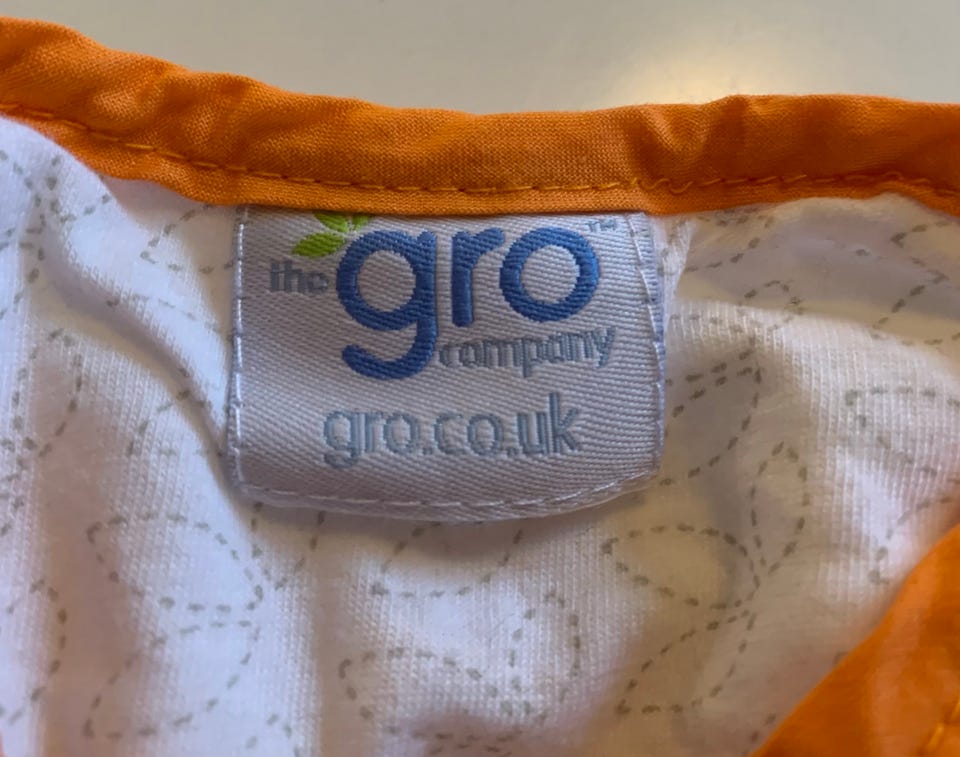 the gro™
company
gro.co.uk